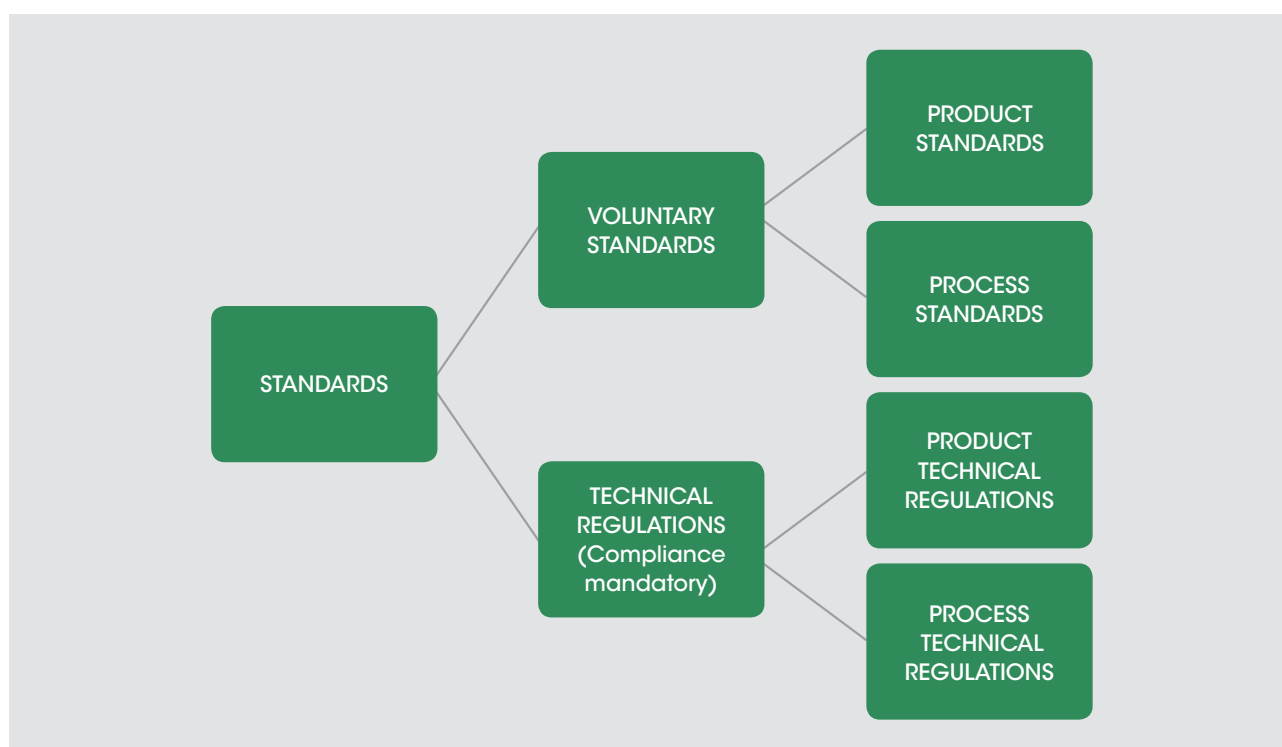 STANDARDS
VOLUNTARY
STANDARDS
TECHNICAL
REGULATIONS
(Compliance
mandatory)
PRODUCT
STANDARDS
PROCESS
STANDARDS
PRODUCT
TECHNICAL
REGULATIONS
PROCESS
TECHNICAL
REGULATIONS